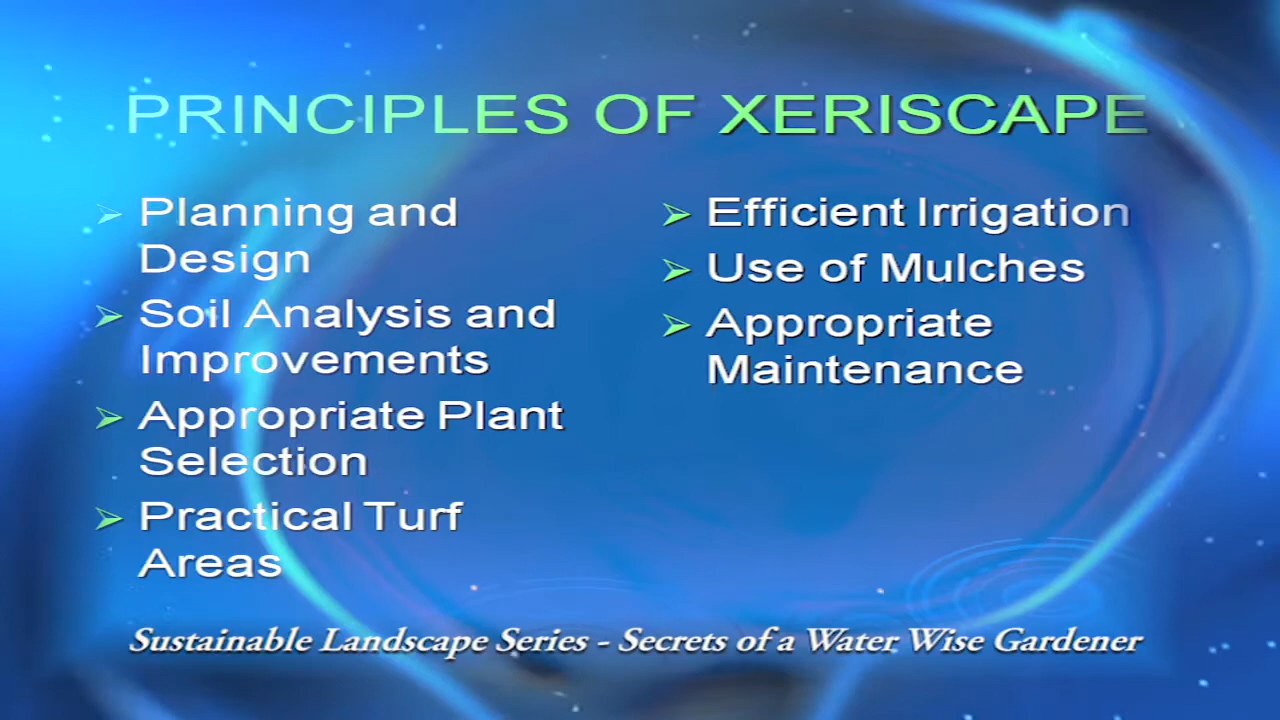 PRINCIPLES OF XERISCAPE
➢ Planning and
Design
➢ Soil Analysis and
Improvements
➢ Appropriate Plant
Selection
➢ Practical Turf
Areas
➢ Efficient Irrigation
➢ Use of Mulches
➢ Appropriate
Maintenance
Sustainable Landscape Series - Secrets of a Water Wise Gardener